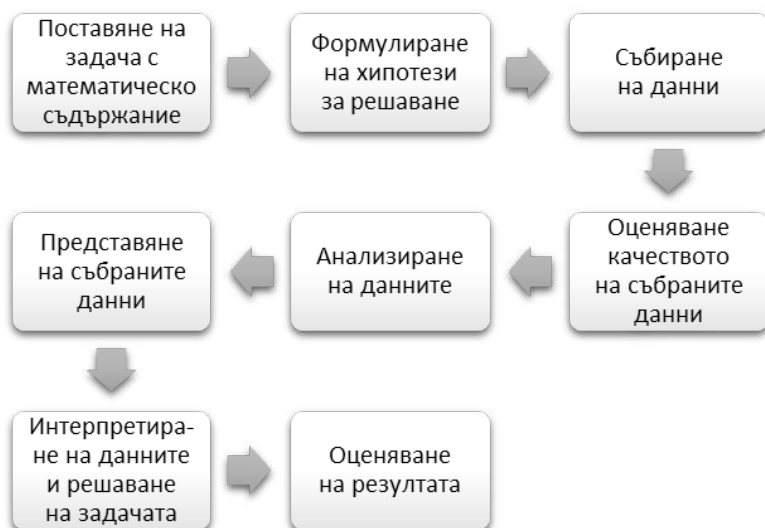 Поставяне на
задача с
математическо
съдържание
Формулиране
на хипотези
за решаване
Събиране
на данни
Оценяване
качеството
на събраните
данни
Анализиране
на данните
Представяне
на събраните
данни
Интерпретира-
не на данните
и решаване
на задачата
Оценяване
на резултата